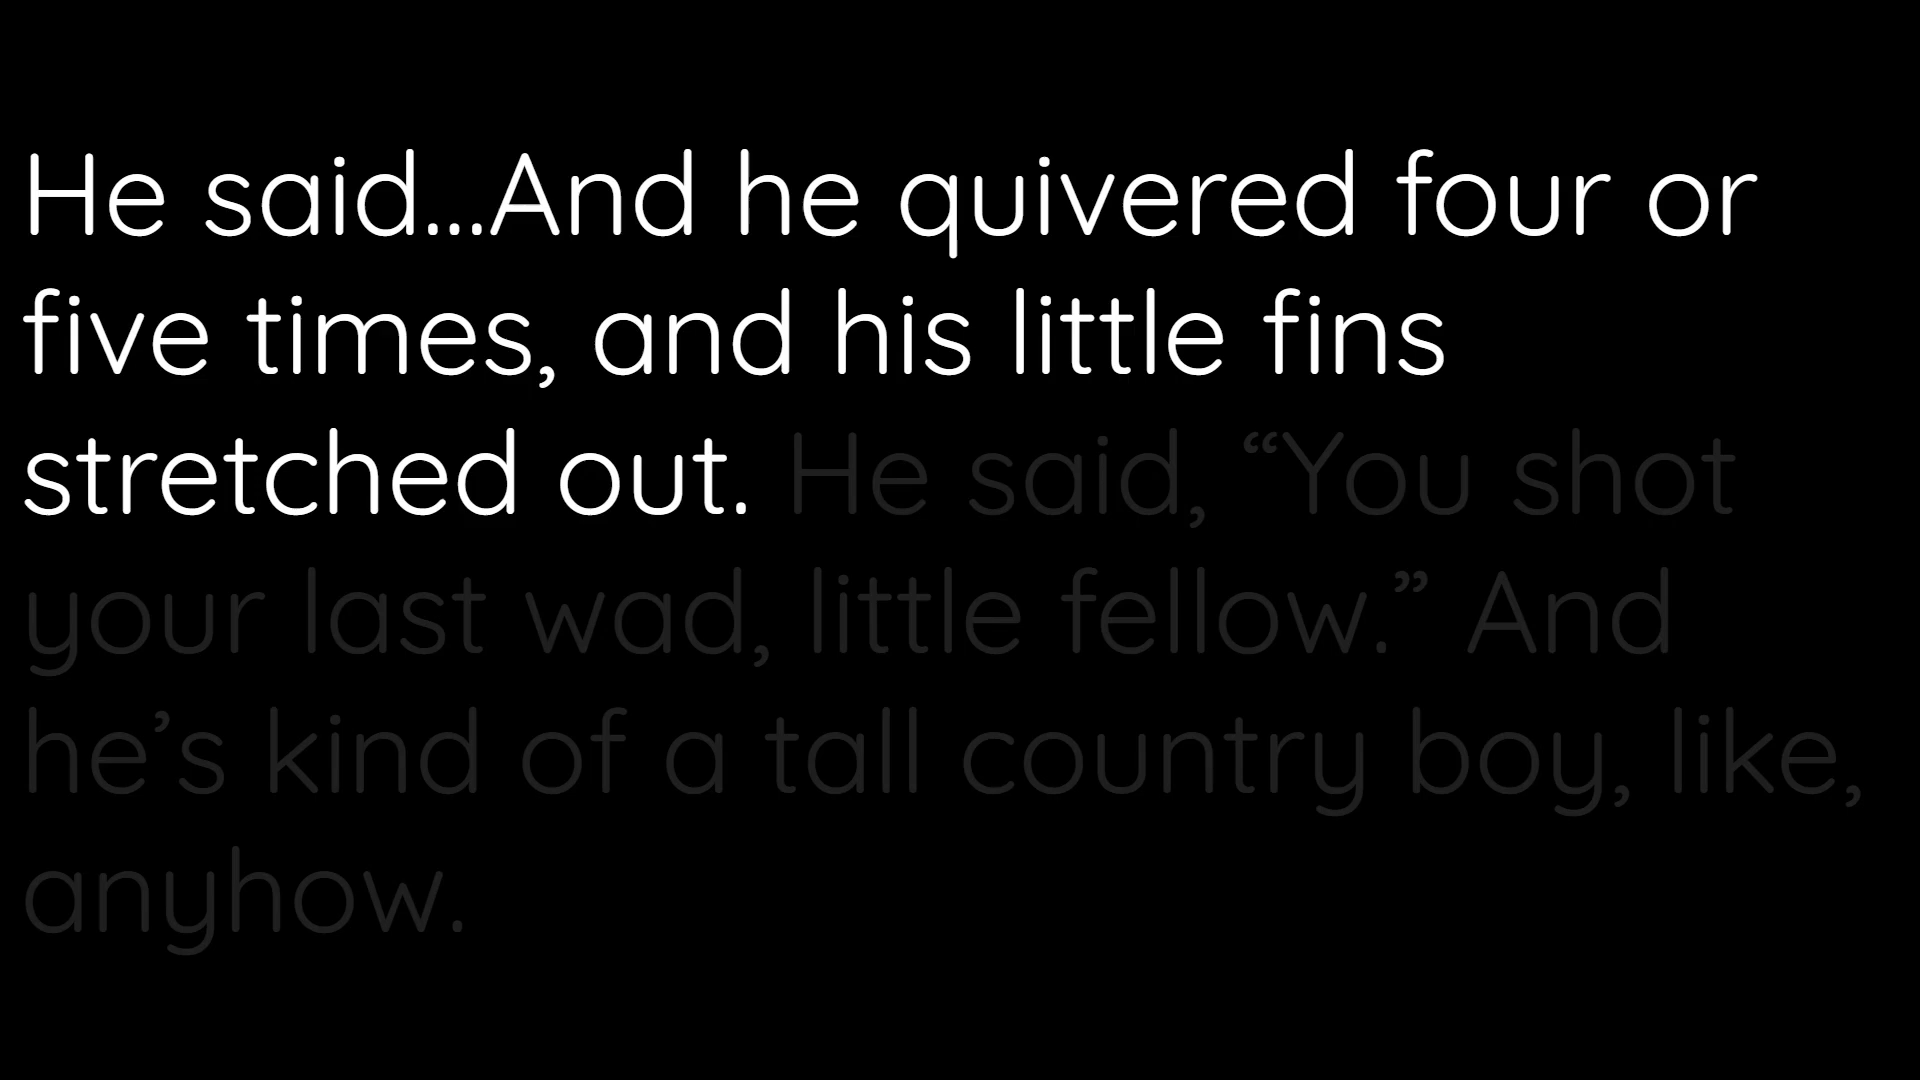 He said...And he quivered four or
five times, and his little fins
stretched out. He said, “You shot
your last wad, little fellow.” And
he’s kind of a tall country boy, like,
anyhow.